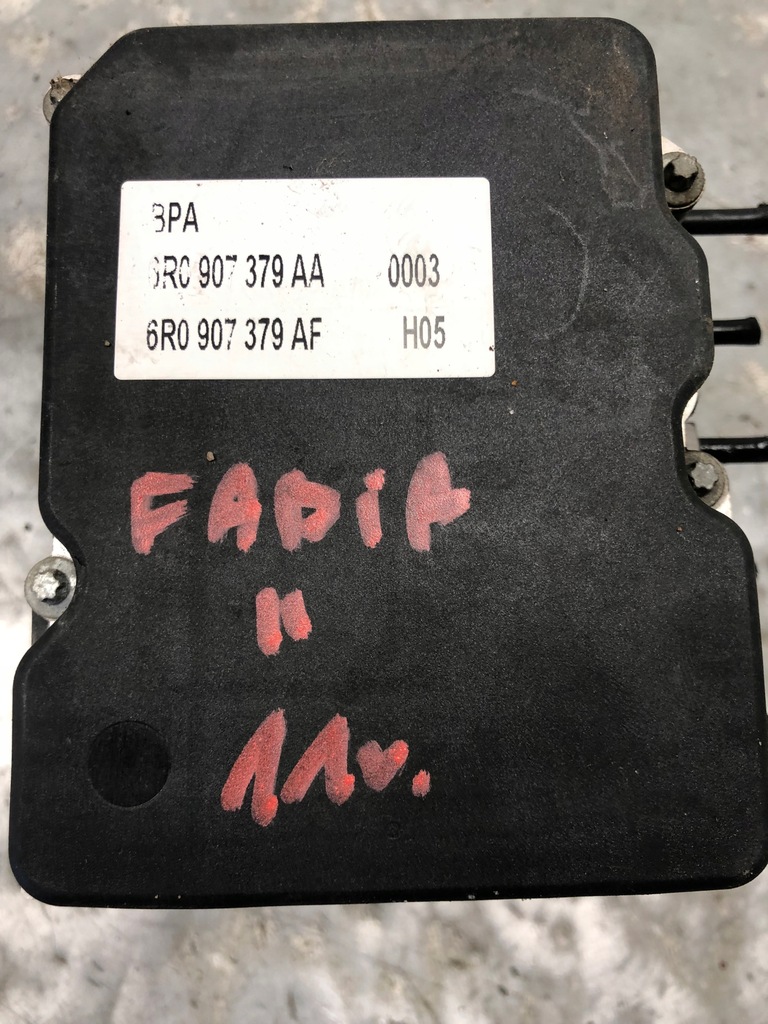 BPA
6R0 907 379 AA 0003
6R0 907 379 AF H05
FABIA
II
11r.